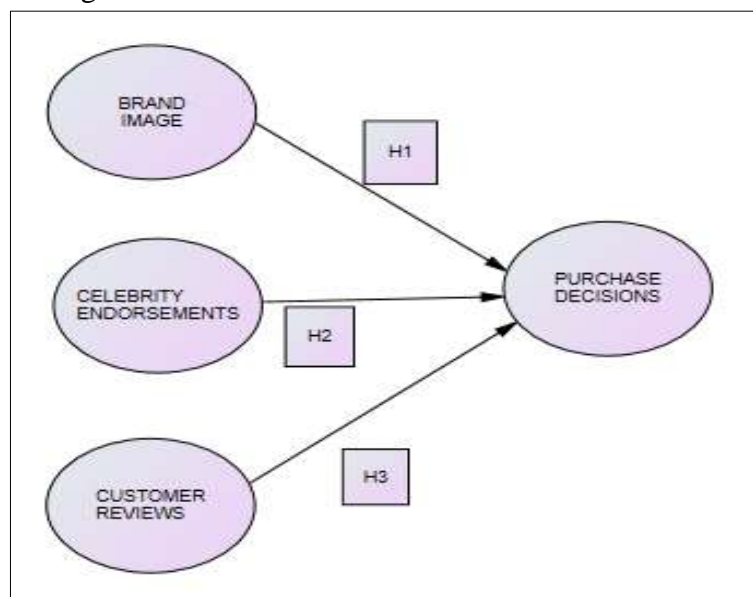 BRAND
IMAGE
H1
CELEBRITY
ENDORSEMENTS
PURCHASE
DECISIONS
H2
CUSTOMER
REVIEWS
H3